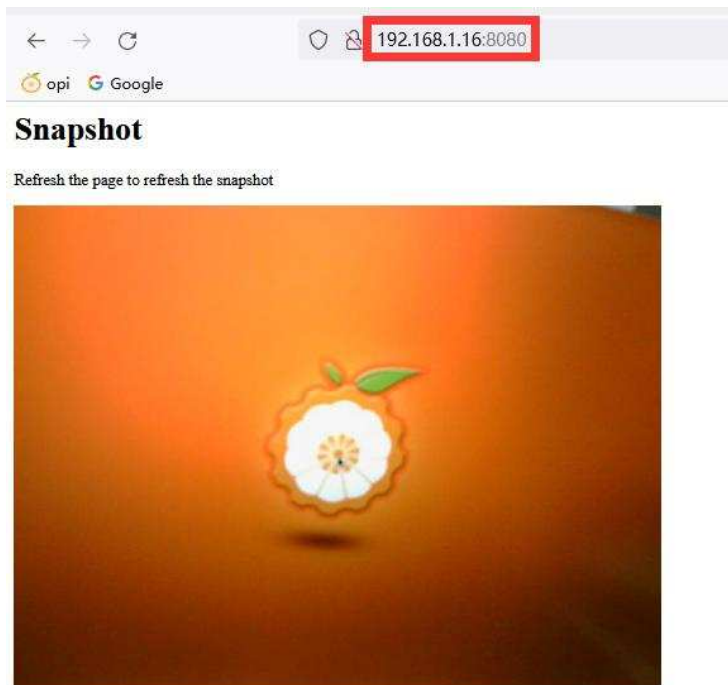 192.168.1.16:8080
opi Google
Snapshot
Refresh the page to refresh the snapshot